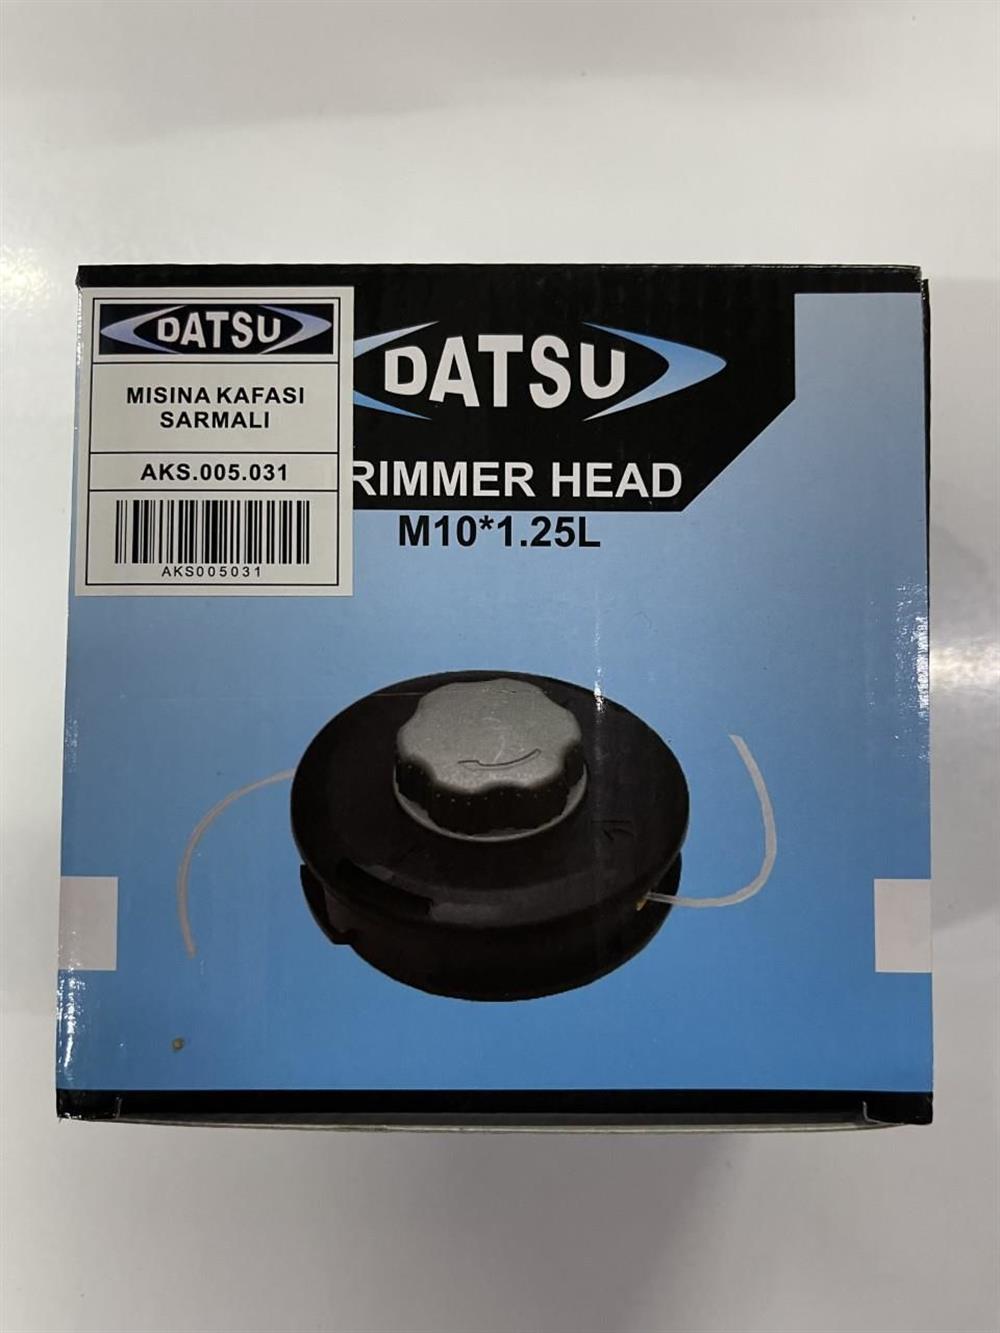 DATSU
MISINA KAFASI
SARMALI
AKS.005.031
AKS005031
DATSU
RIMMER HEAD
M10*1.25L